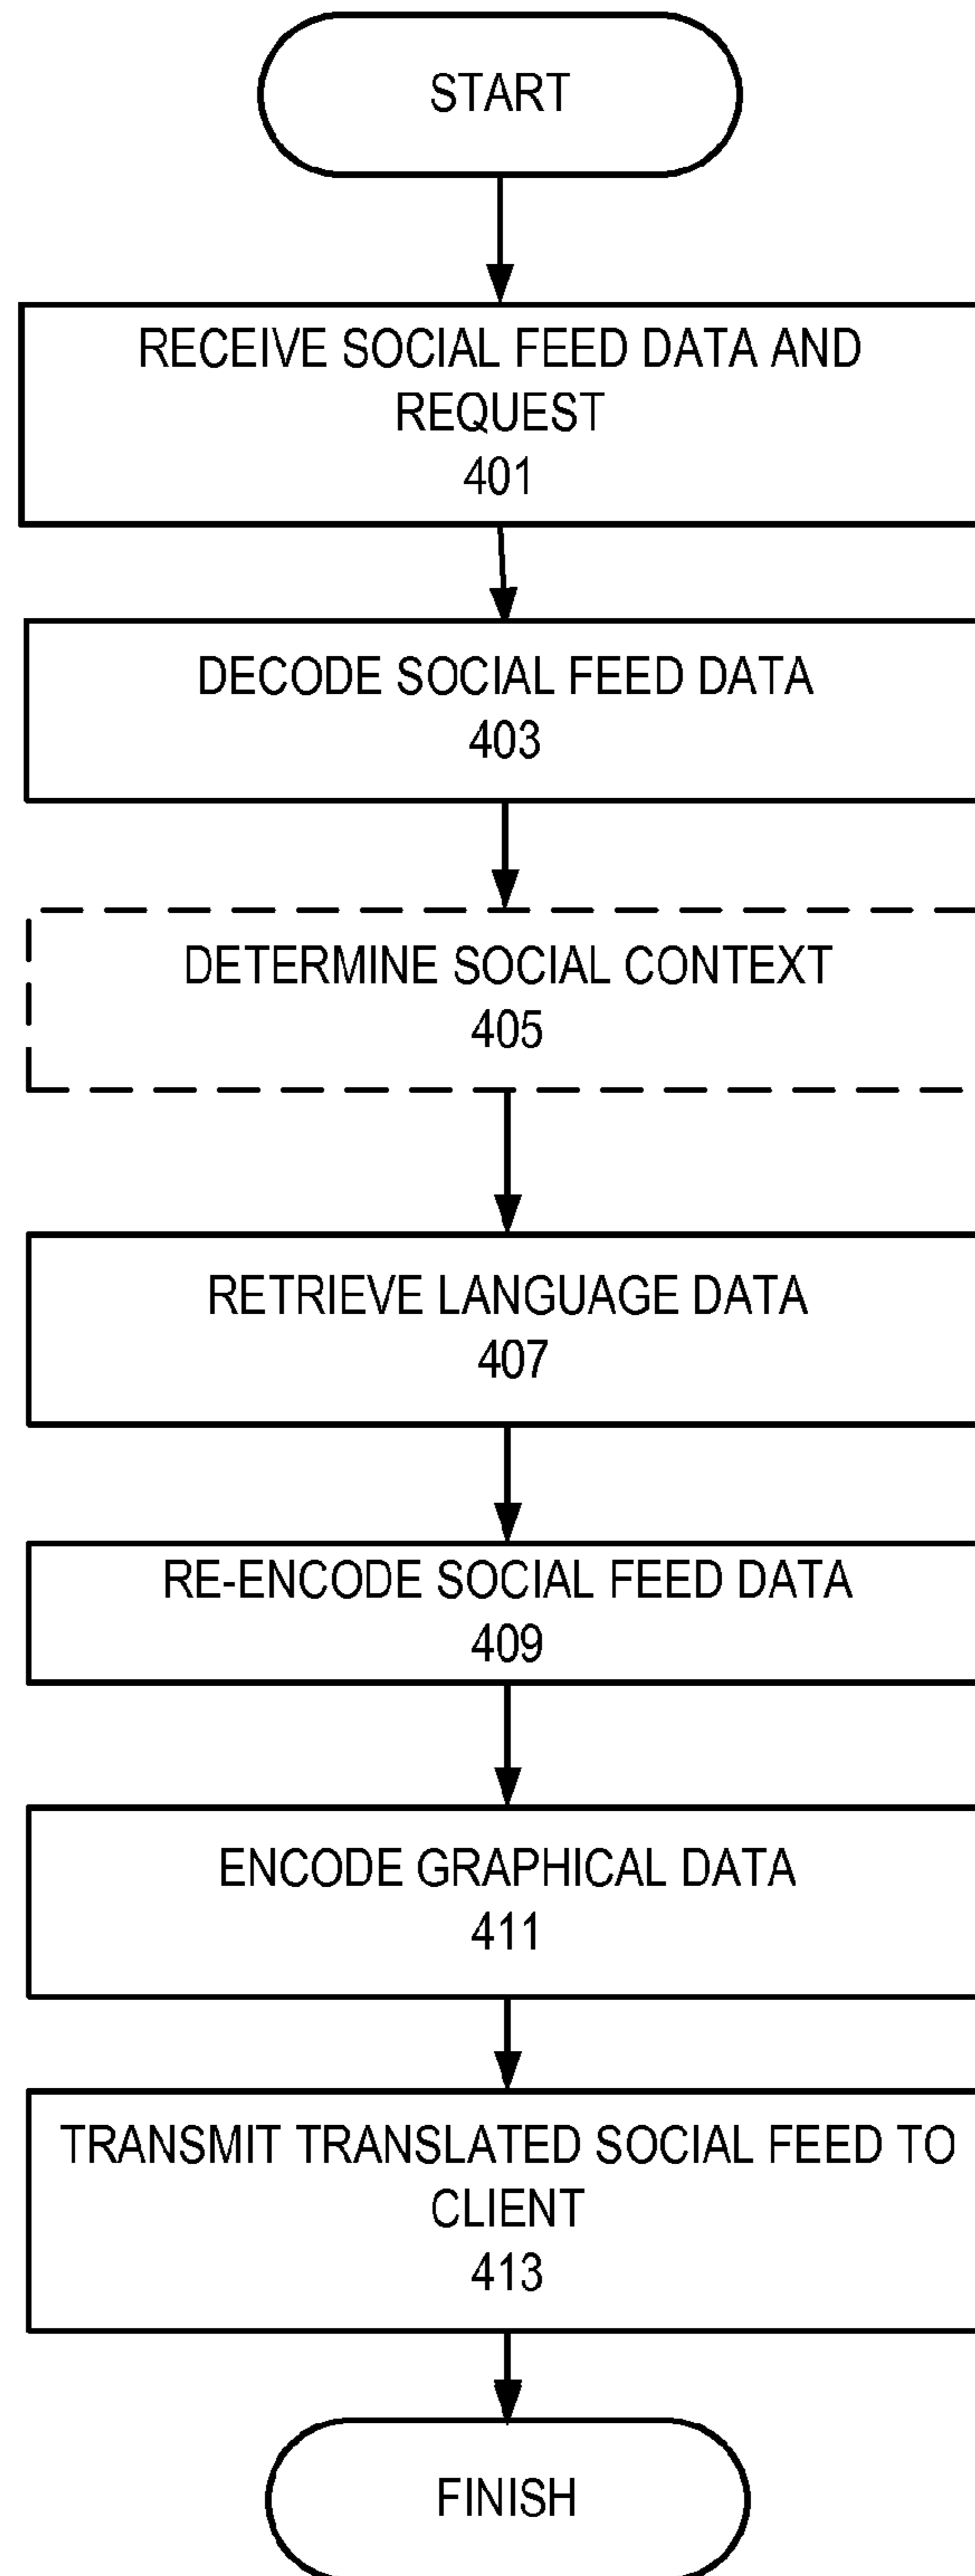 START
RECEIVE SOCIAL FEED DATA AND
REQUEST
401
DECODE SOCIAL FEED DATA
403
DETERMINE SOCIAL CONTEXT
405
RETRIEVE LANGUAGE DATA
407
RE-ENCODE SOCIAL FEED DATA
409
ENCODE GRAPHICAL DATA
411
TRANSMIT TRANSLATED SOCIAL FEED TO
CLIENT
413
FINISH